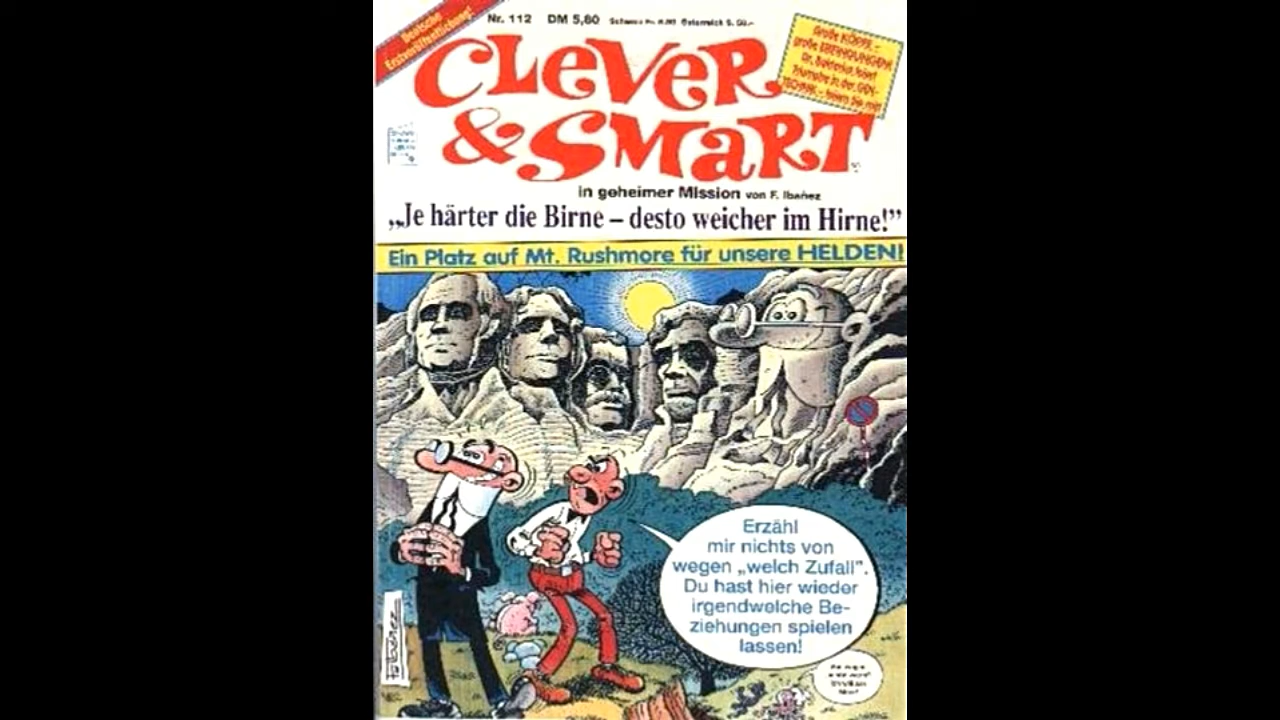 Deutsche
Erstveröffentlichung!
Nr. 112 DM 5,80
CLeVeR
& SMaRT
in geheimer Mission von F. Ibañez
„Je härter die Birne – desto weicher im Hirne!”
Ein Platz auf Mt. Rushmore für unsere HELDEN!
Erzähl
mir nichts von
wegen „welch Zufall”.
Du hast hier wieder
irgendwelche Be-
ziehungen spielen
lassen!